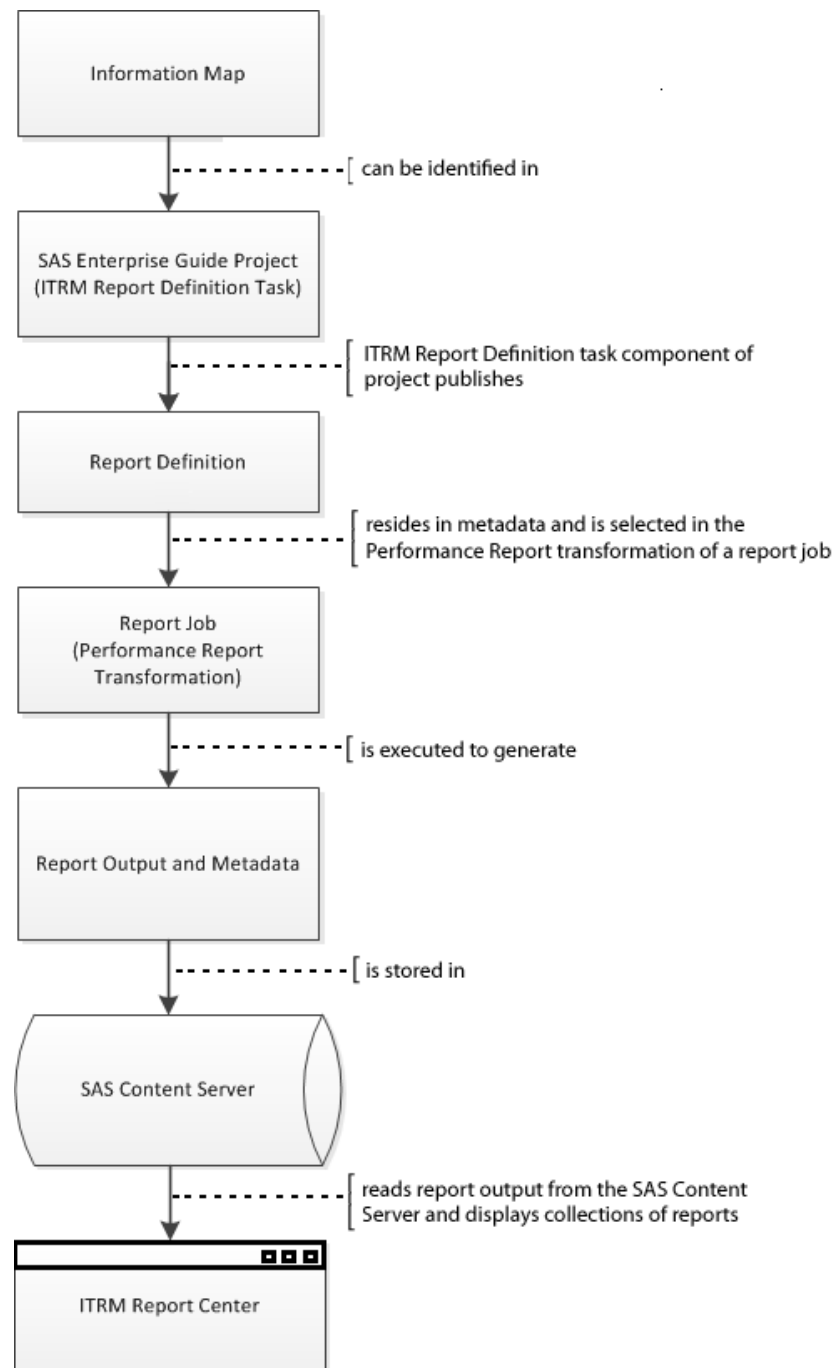 Information Map
can be identified in
SAS Enterprise Guide Project
(ITRM Report Definition Task)
ITRM Report Definition task component of
project publishes
Report Definition
resides in metadata and is selected in the
Performance Report transformation of a report job
Report Job
(Performance Report
Transformation)
is executed to generate
Report Output and Metadata
is stored in
SAS Content Server
reads report output from the SAS Content
Server and displays collections of reports
ITRM Report Center